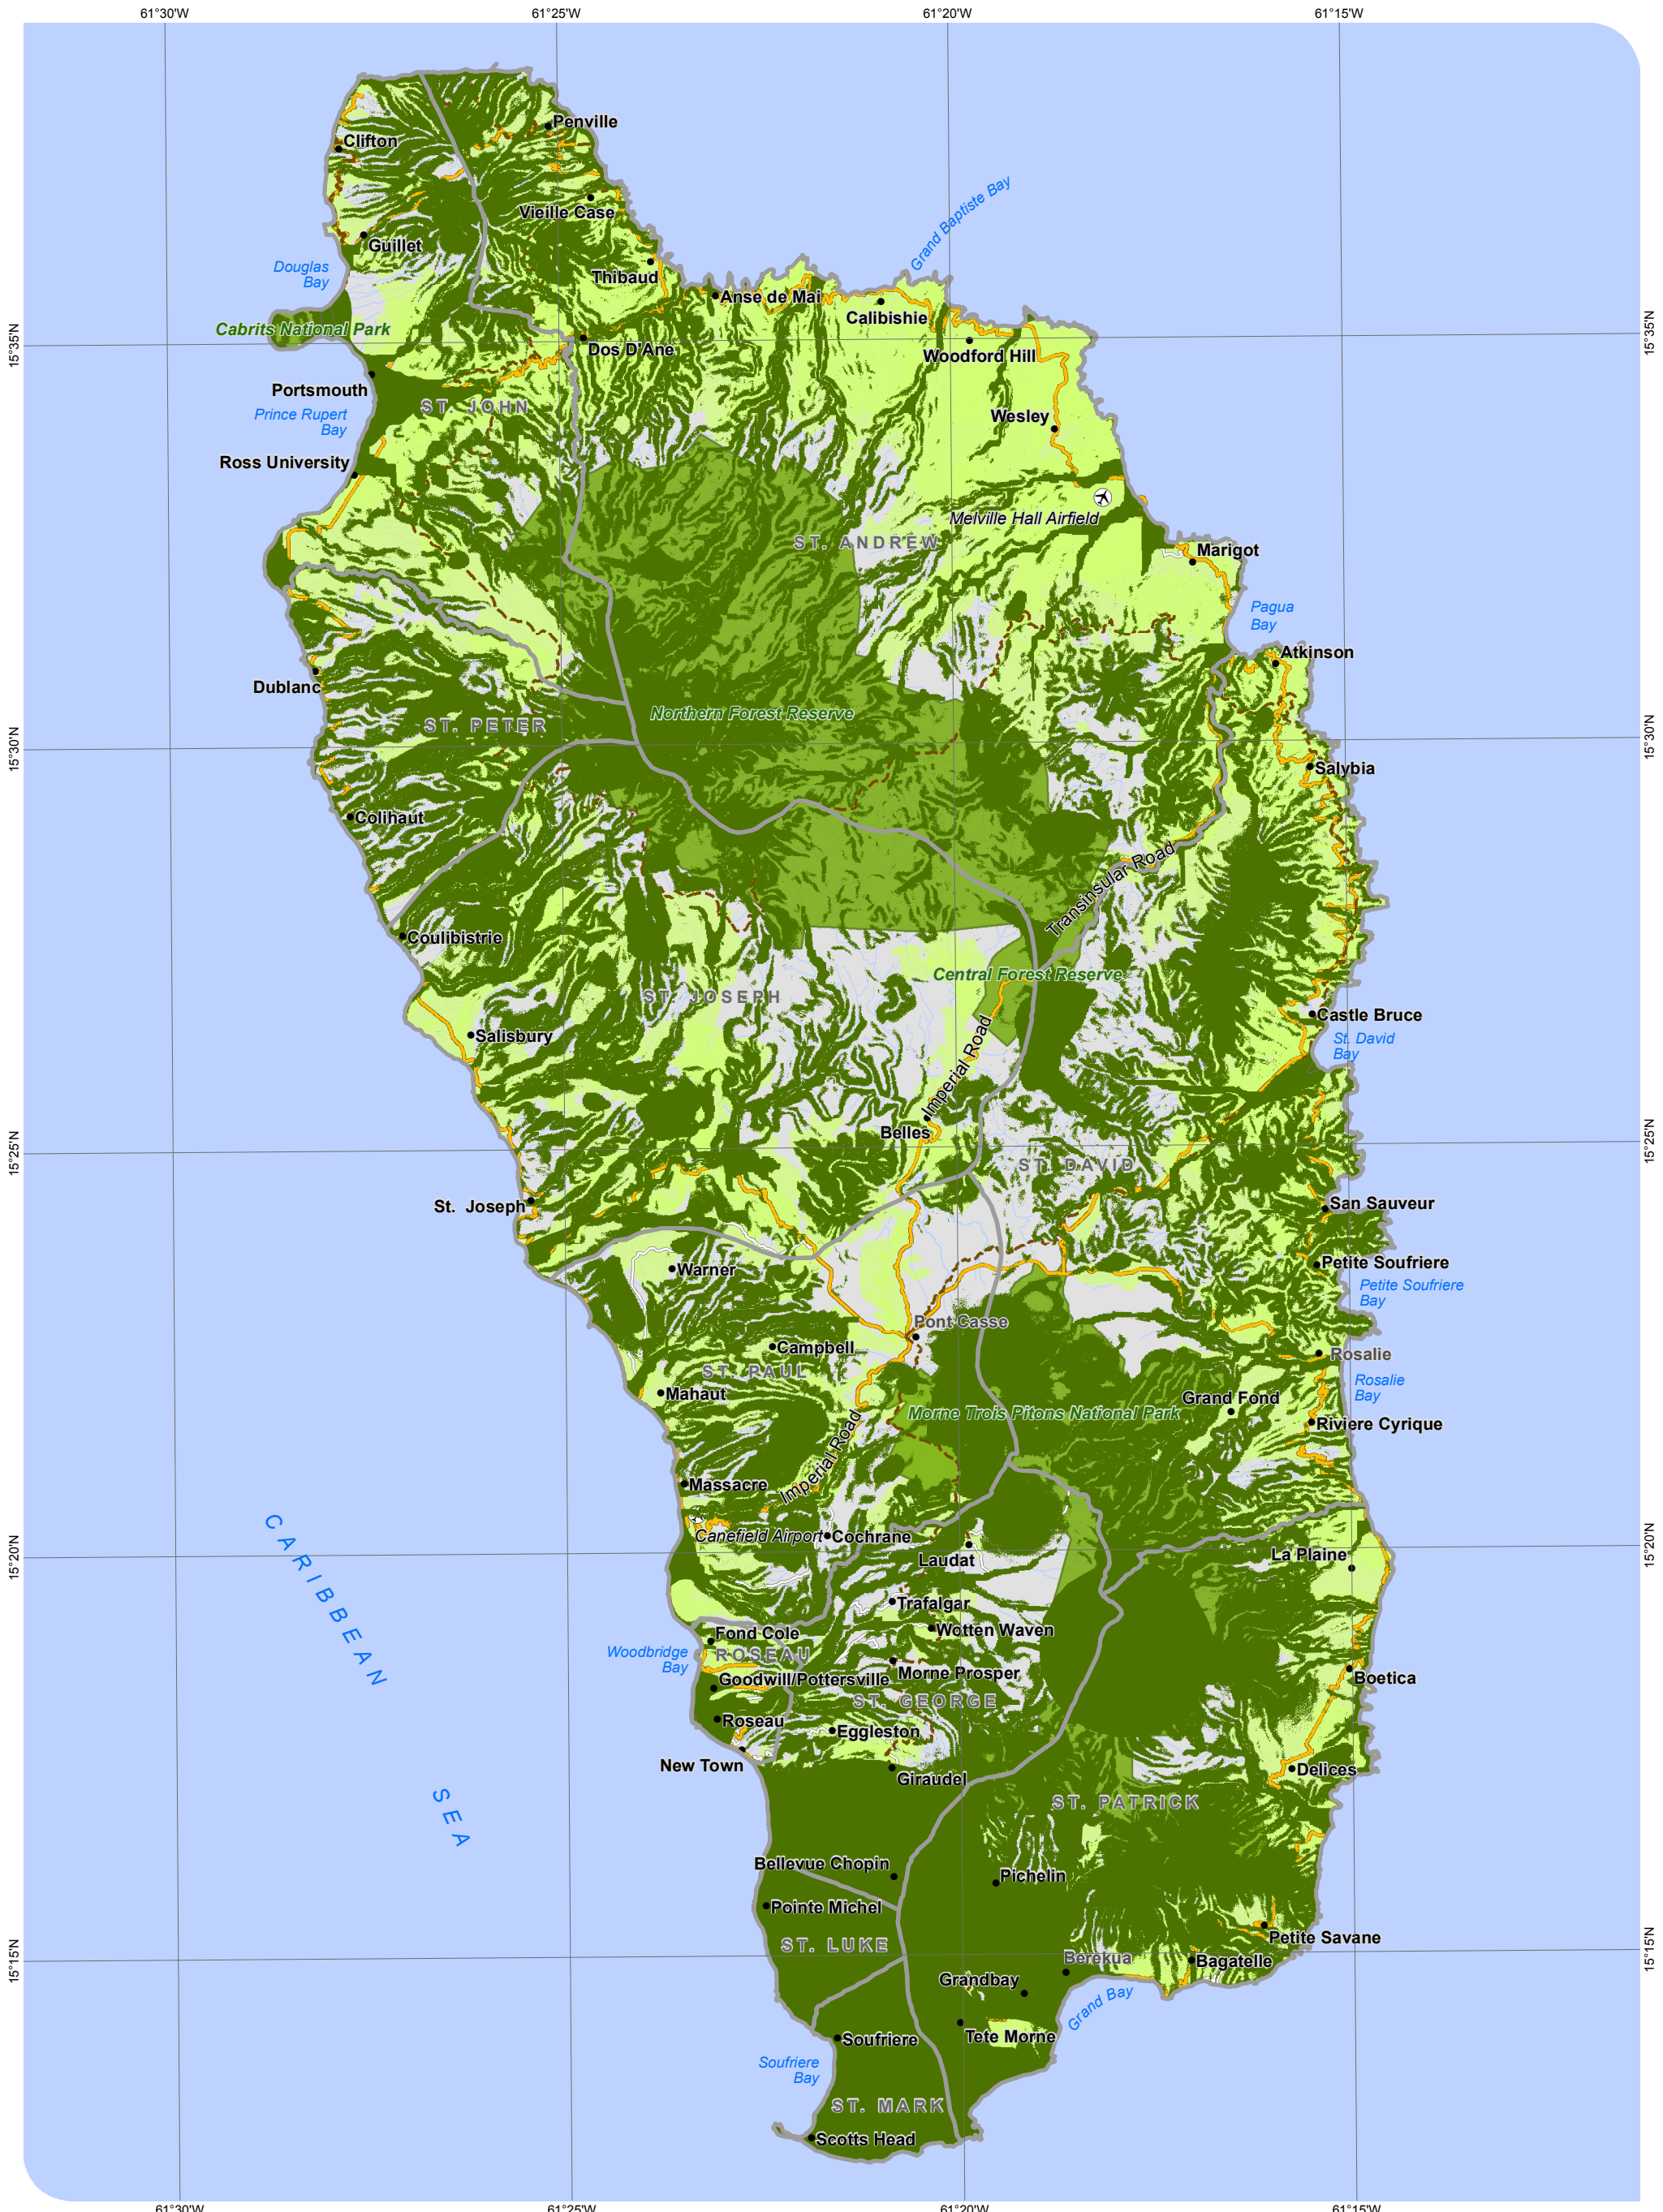 61°30'W
61°25'W
61°20'W
61°15'W
Penville
Clifton
Grand Baptiste Bay
Vieille Case
Guillet
Douglas
Bay
Thibaud
Anse de Mai
Calibishie
Cabrits National Park
15°35'N
15°35'N
Dos D'Ane
Woodford Hill
Portsmouth
ST. JOHN
Prince Rupert
Bay
Wesley
Ross University
Melville Hall Airfield
ST. ANDREW
Marigot
Pagua
Bay
Atkinson
Dublanc
Northern Forest Reserve
ST. PETER
15°30'N
15°30'N
Salybia
Colihaut
Transinsular Road
Coulibistrie
Central Forest Reserve
ST. JOSEPH
Castle Bruce
Salisbury
St. David
Bay
Imperial Road
Belles
15°25'N
15°25'N
ST. DAVID
St. Joseph
San Sauveur
Petite Soufriere
Warner
Petite Soufriere
Bay
Pont Casse
Campbell
Rosalie
ST. PAUL
Rosalie
Bay
Mahaut
Grand Fond
Morne Trois Pitons National Park
Riviere Cyrique
Imperial Road
Massacre
Canefield Airport
Cochrane
CARIBBEAN
SEA
15°20'N
15°20'N
Laudat
La Plaine
Trafalgar
Fond Cole
Wotten Waven
Woodbridge
Bay
ROSEAU
Morne Prosper
Goodwill/Pottersville
Boetica
ST. GEORGE
Roseau
Eggleston
New Town
Giraudel
Delices
ST. PATRICK
Bellevue Chopin
Pichelin
Pointe Michel
Petite Savane
ST. LUKE
Berekua
Bagatelle
15°15'N
15°15'N
Grandbay
Grand Bay
Soufriere
Tete Morne
Soufriere
Bay
ST. MARK
Scotts Head
61°30'W
61°25'W
61°20'W
61°15'W